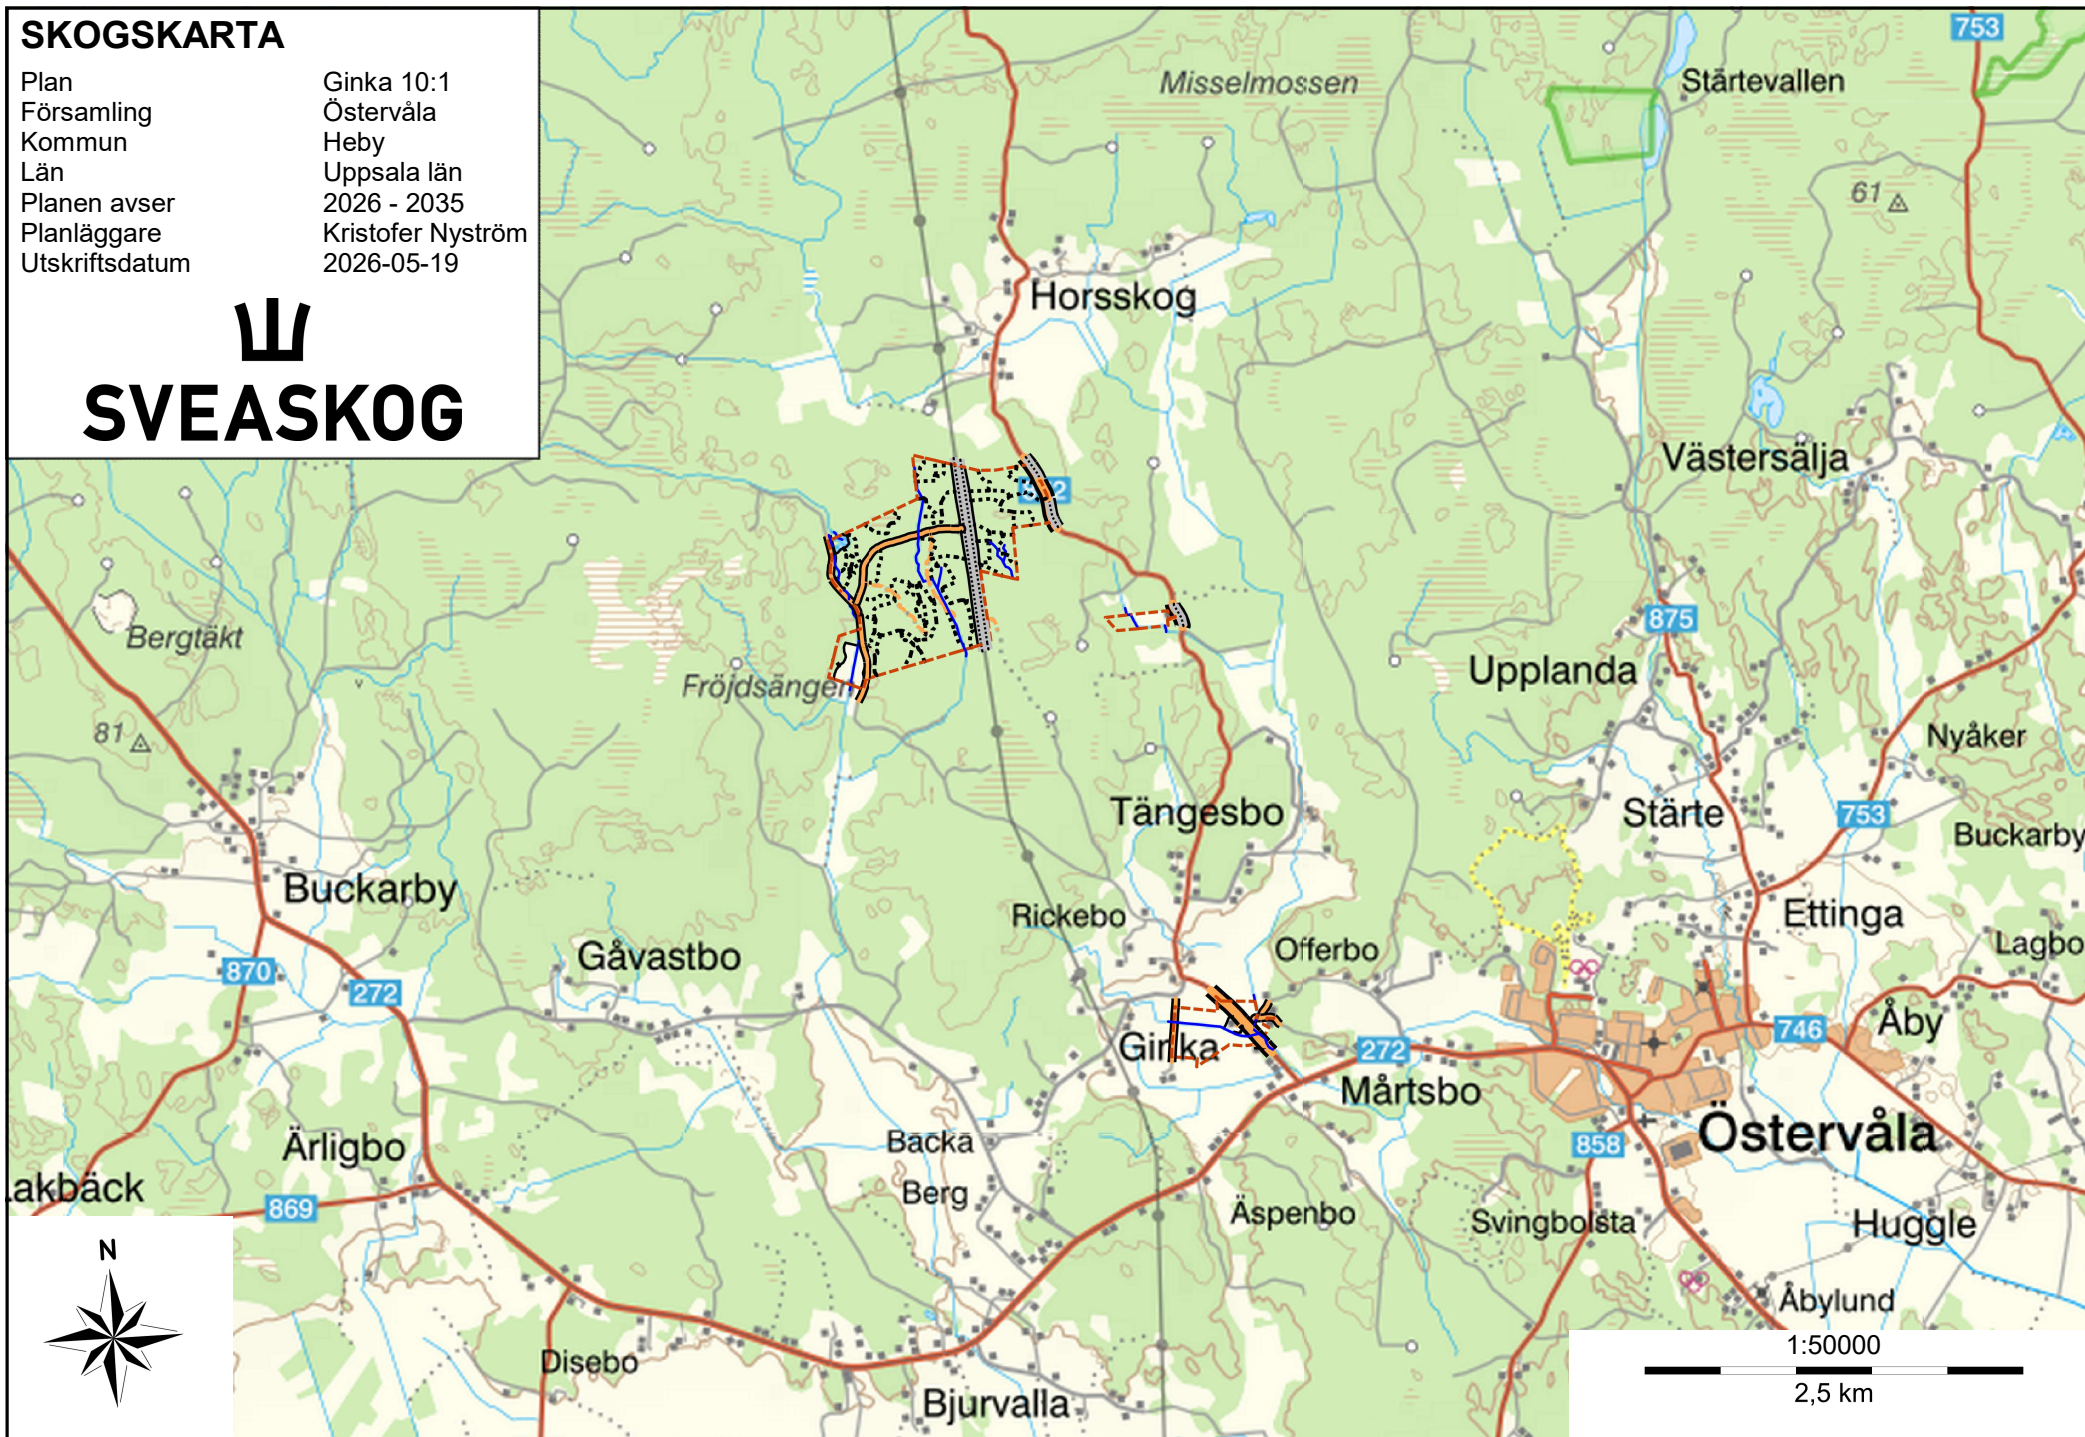 SKOGSKARTA
Plan Ginka 10:1
Församling Östervåla
Kommun Heby
Län Uppsala län
Planen avser 2026 - 2035
Planläggare Kristofer Nyström
Utskriftsdatum 2026-05-19
SVEASKOG
753
Misselmossen
Stärtevallen
61
Horsskog
Västersälja
Bergtäkt
875
Upplanda
Fröjdsängen
81
Nyåker
Tängesbo
Stärte
753
Buckarby
Buckarby
Rickebo
Ettinga
Offerbo
Lagbo
Gåvastbo
870
272
Åby
746
Ginka
272
Mårtsbo
Östervåla
858
Ärligbo
Bäcka
Berg
akbäck
869
Äspenbo
Svingbolsta
Huggle
N
Åbylund
1:50000
Disebo
2,5 km
Bjurvalla